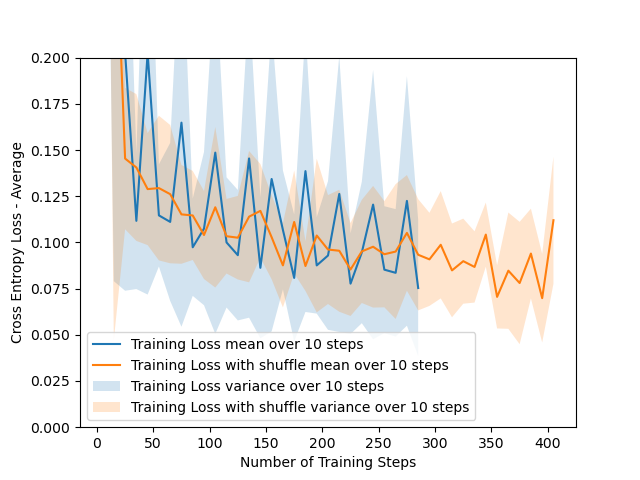 0.200
0.175
0.150
0.125
0.100
0.075
0.050
0.025
0.000
Cross Entropy Loss - Average
Training Loss mean over 10 steps
Training Loss with shuffle mean over 10 steps
Training Loss variance over 10 steps
Training Loss with shuffle variance over 10 steps
0 50 100 150 200 250 300 350 400
Number of Training Steps